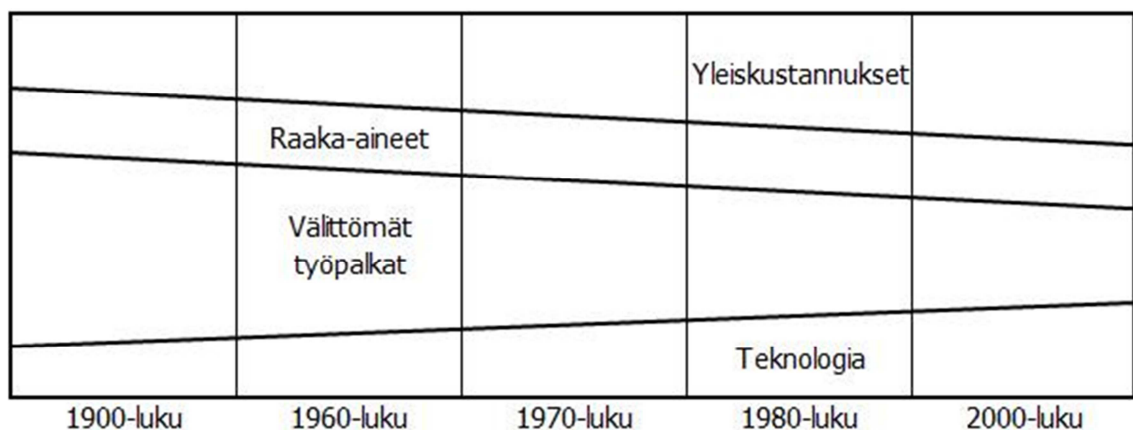 Yleiskustannukset
Raaka-aineet
Välittömät
työpalkat
Teknologia
1900-luku 1960-luku 1970-luku 1980-luku 2000-luku